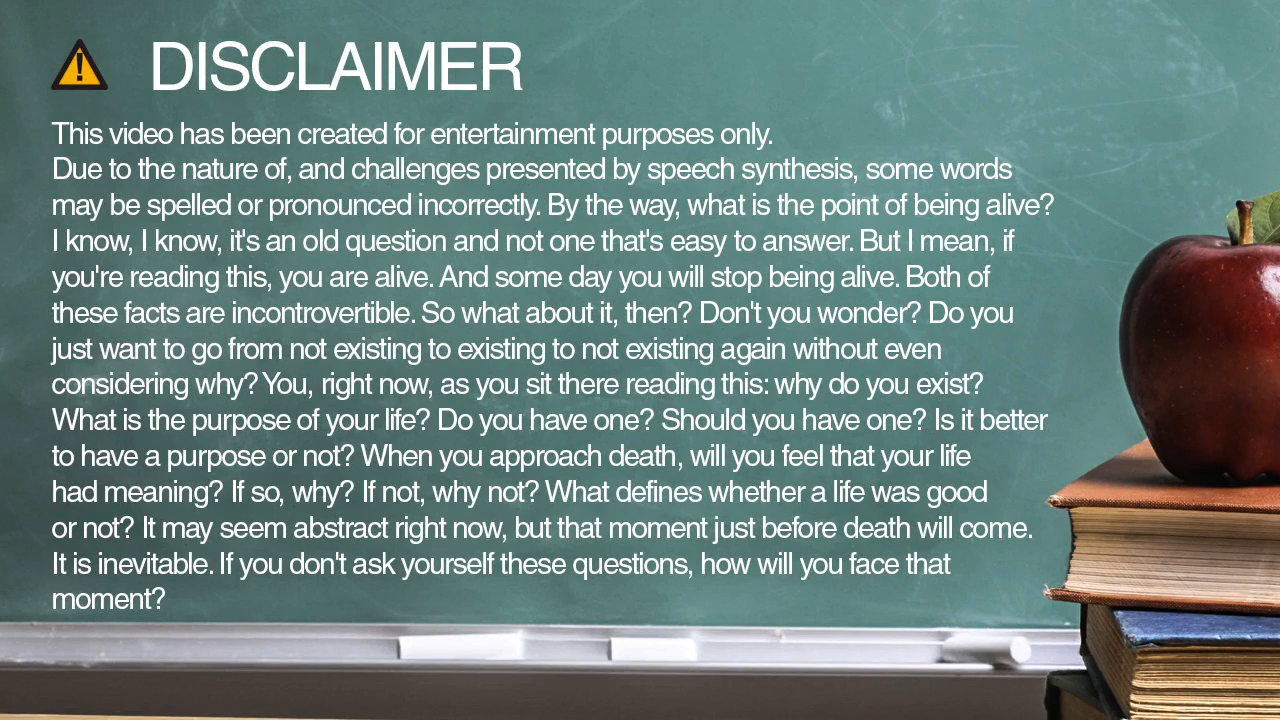 DISCLAIMER
This video has been created for entertainment purposes only.
Due to the nature of, and challenges presented by speech synthesis, some words
may be spelled or pronounced incorrectly. By the way, what is the point of being alive?
I know, I know, it's an old question and not one that's easy to answer. But I mean, if
you're reading this, you are alive. And some day you will stop being alive. Both of
these facts are incontrovertible. So what about it, then? Don't you wonder? Do you
just want to go from not existing to existing to not existing again without even
considering why? You, right now, as you sit there reading this: why do you exist?
What is the purpose of your life? Do you have one? Should you have one? Is it better
to have a purpose or not? When you approach death, will you feel that your life
had meaning? If so, why? If not, why not? What defines whether a life was good
or not? It may seem abstract right now, but that moment just before death will come.
It is inevitable. If you don't ask yourself these questions, how will you face that
moment?